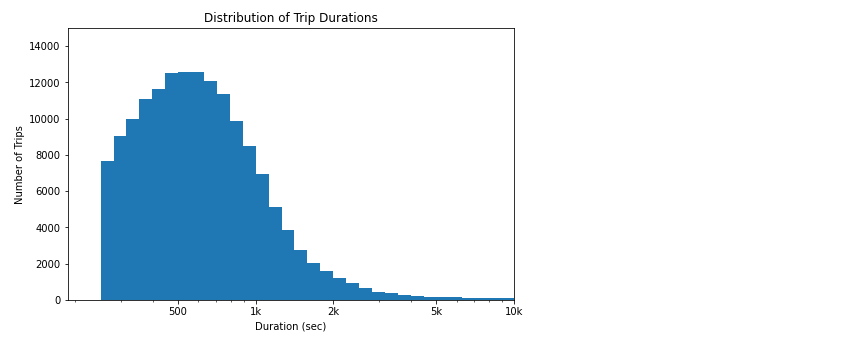 Distribution of Trip Durations
14000
12000
10000
8000
6000
4000
2000
0
Number of Trips
500 1k 2k 5k 10k
Duration (sec)